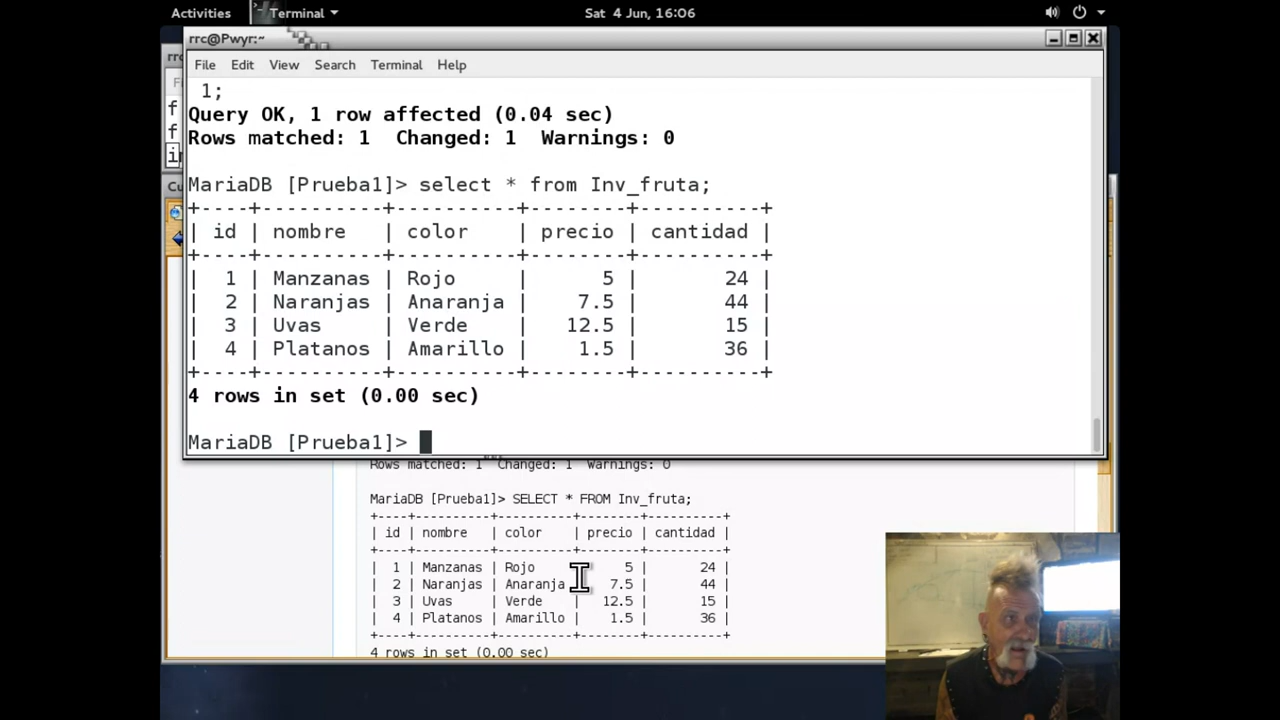 Activities Terminal Sat 4 Jun, 16:06
rrc@Pwyr:~
File Edit View Search Terminal Help
1;
Query OK, 1 row affected (0.04 sec)
Rows matched: 1 Changed: 1 Warnings: 0
MariaDB [Prueba1]> select * from Inv_fruta;
+----+----------+----------+--------+----------+
| id | nombre | color | precio | cantidad |
+----+----------+----------+--------+----------+
| 1 | Manzanas | Rojo | 5 | 24 |
| 2 | Naranjas | Anaranja | 7.5 | 44 |
| 3 | Uvas | Verde | 12.5 | 15 |
| 4 | Platanos | Amarillo | 1.5 | 36 |
+----+----------+----------+--------+----------+
4 rows in set (0.00 sec)
MariaDB [Prueba1]>
Rows matched: 1 Changed: 1 Warnings: 0
MariaDB [Prueba1]> SELECT * FROM Inv_fruta;
+----+----------+----------+--------+----------+
| id | nombre | color | precio | cantidad |
+----+----------+----------+--------+----------+
| 1 | Manzanas | Rojo | 5 | 24 |
| 2 | Naranjas | Anaranja | 7.5 | 44 |
| 3 | Uvas | Verde | 12.5 | 15 |
| 4 | Platanos | Amarillo | 1.5 | 36 |
+----+----------+----------+--------+----------+
4 rows in set (0.00 sec)